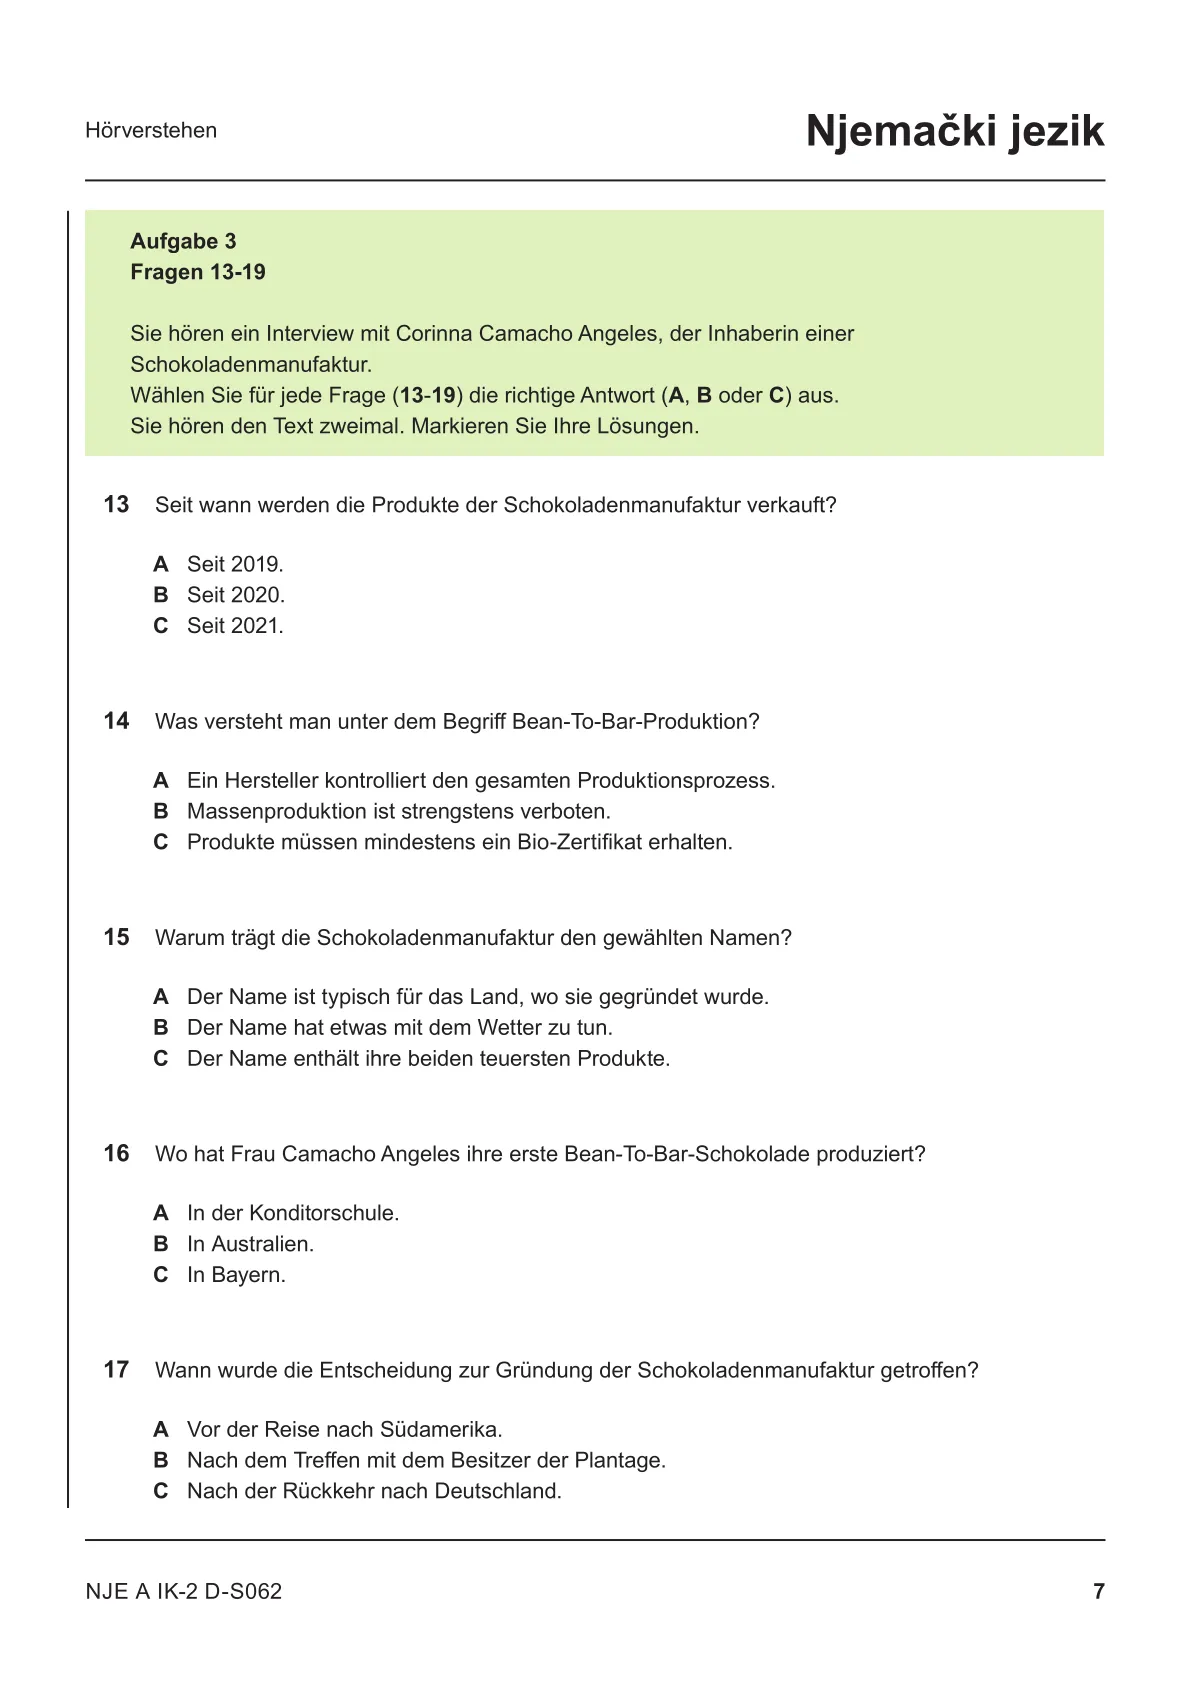 Hörverstehen
Njemački jezik
Aufgabe 3
Fragen 13-19
Sie hören ein Interview mit Corinna Camacho Angeles, der Inhaberin einer
Schokoladenmanufaktur.
Wählen Sie für jede Frage (13-19) die richtige Antwort (A, B oder C) aus.
Sie hören den Text zweimal. Markieren Sie Ihre Lösungen.
13 Seit wann werden die Produkte der Schokoladenmanufaktur verkauft?
A Seit 2019.
B Seit 2020.
C Seit 2021.
14 Was versteht man unter dem Begriff Bean-To-Bar-Produktion?
A Ein Hersteller kontrolliert den gesamten Produktionsprozess.
B Massenproduktion ist strengstens verboten.
C Produkte müssen mindestens ein Bio-Zertifikat erhalten.
15 Warum trägt die Schokoladenmanufaktur den gewählten Namen?
A Der Name ist typisch für das Land, wo sie gegründet wurde.
B Der Name hat etwas mit dem Wetter zu tun.
C Der Name enthält ihre beiden teuersten Produkte.
16 Wo hat Frau Camacho Angeles ihre erste Bean-To-Bar-Schokolade produziert?
A In der Konditorschule.
B In Australien.
C In Bayern.
17 Wann wurde die Entscheidung zur Gründung der Schokoladenmanufaktur getroffen?
A Vor der Reise nach Südamerika.
B Nach dem Treffen mit dem Besitzer der Plantage.
C Nach der Rückkehr nach Deutschland.
NJE A IK-2 D-S062
7